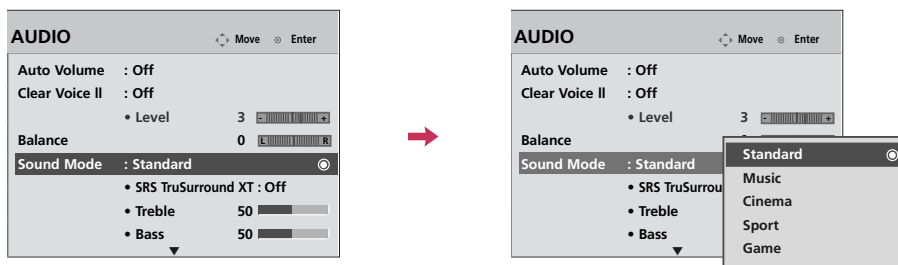 AUDIO Move Enter
Auto Volume : Off
Clear Voice II : Off
• Level 3 - +
Balance 0 L R
Sound Mode : Standard
• SRS TruSurround XT : Off
• Treble 50
• Bass 50
AUDIO Move Enter
Auto Volume : Off
Clear Voice II : Off
• Level 3 - +
Balance
Sound Mode : Standard
• SRS TruSurrou
• Treble
• Bass
Standard
Music
Cinema
Sport
Game